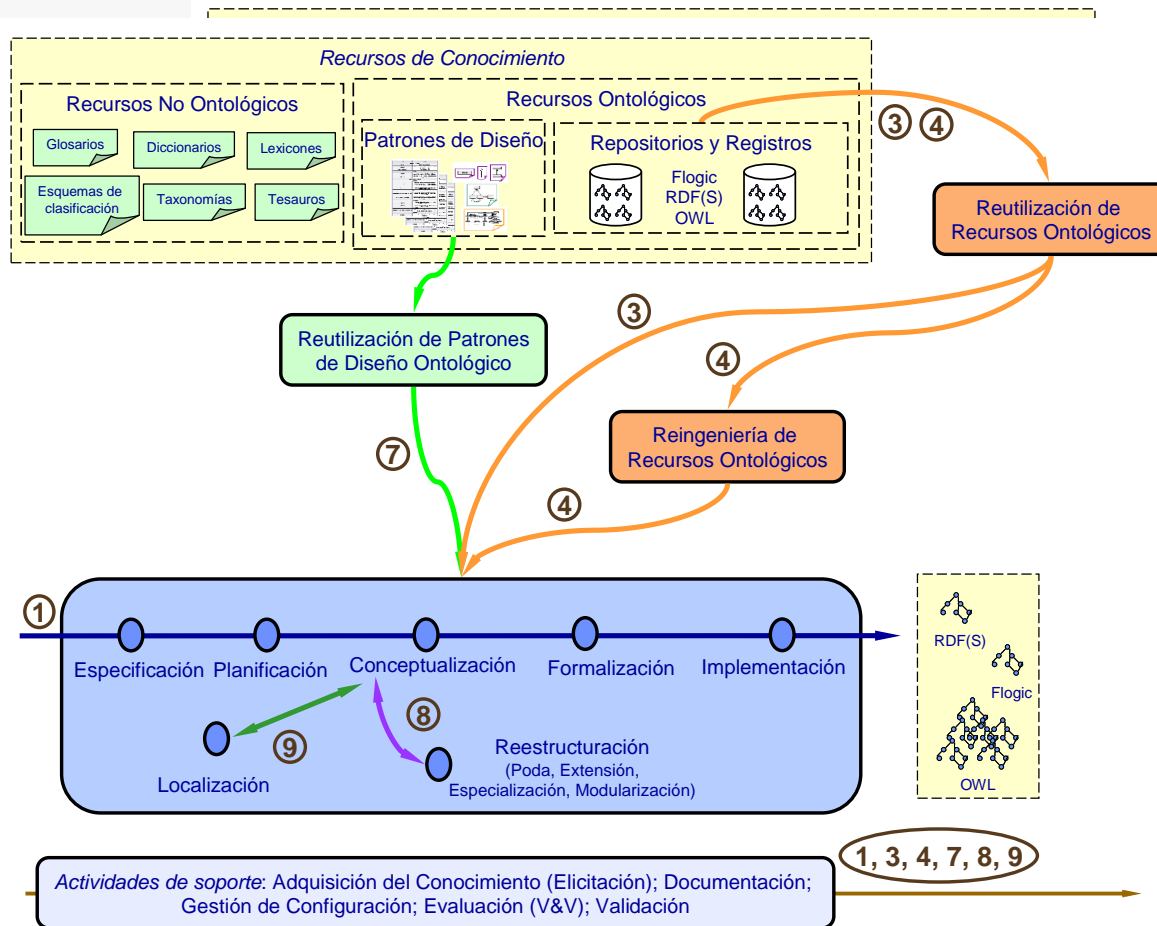 Recursos de Conocimiento
Recursos No Ontológicos
Glosarios
Diccionarios
Lexicones
Esquemas de
clasificación
Taxonomías
Tesauros
Recursos Ontológicos
Patrones de Diseño
Repositorios y Registros
Flogic
RDF(S)
OWL
3 4
Reutilización de
Recursos Ontológicos
3
Reutilización de Patrones
de Diseño Ontológico
4
Reingeniería de
Recursos Ontológicos
7
4
1
Especificación
Planificación
Conceptualización
Formalización
Implementación
8
9
Localización
Reestructuración
(Poda, Extensión,
Especialización, Modularización)
RDF(S)
Flogic
OWL
1, 3, 4, 7, 8, 9
Actividades de soporte: Adquisición del Conocimiento (Elicitación); Documentación;
Gestión de Configuración; Evaluación (V&V); Validación